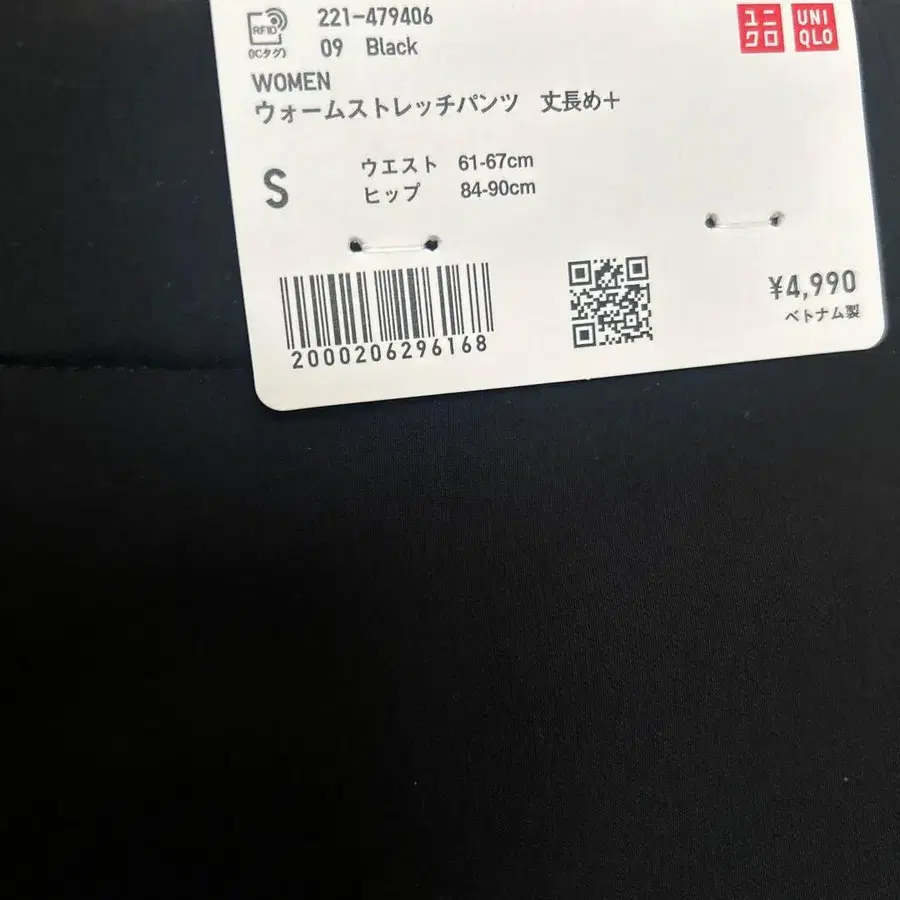 RFID
(ICタグ)
221-479406
09 Black
ユニクロ
UNIQLO
WOMEN
ウォームストレッチパンツ 丈長め+
S
ウエスト 61-67cm
ヒップ 84-90cm
2000206296168
¥4,990
ベトナム製